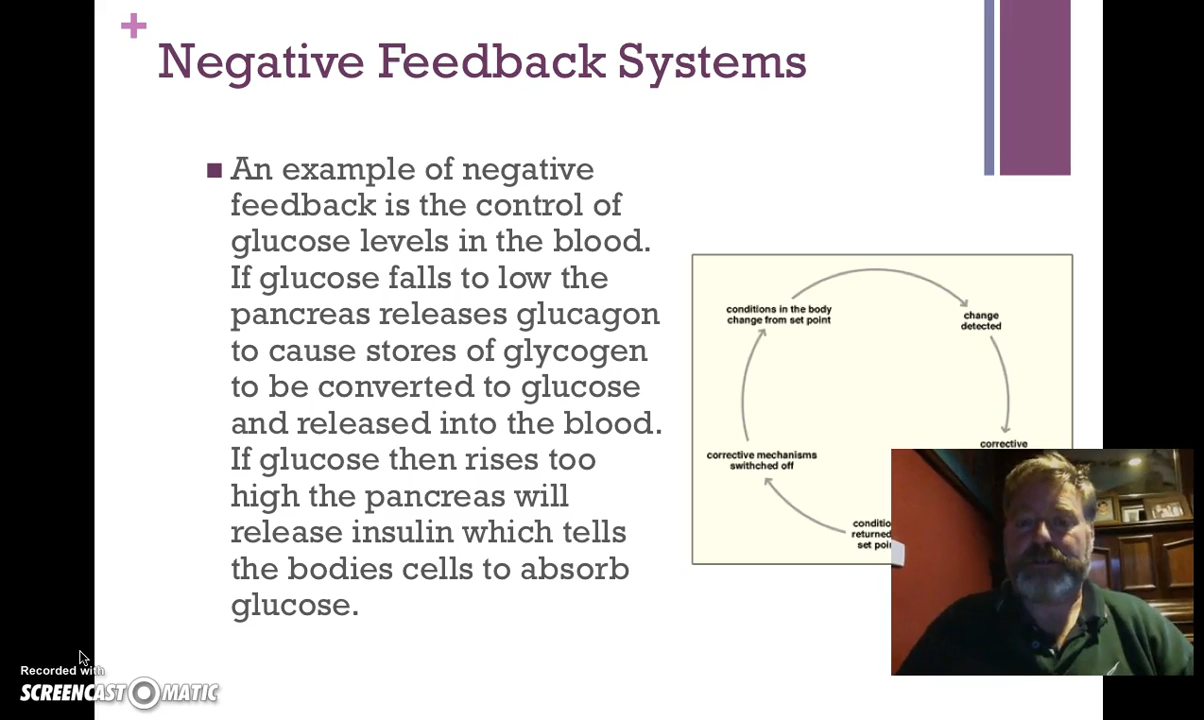 +
Negative Feedback Systems
An example of negative
feedback is the control of
glucose levels in the blood.
If glucose falls to low the
pancreas releases glucagon
to cause stores of glycogen
to be converted to glucose
and released into the blood.
If glucose then rises too
high the pancreas will
release insulin which tells
the bodies cells to absorb
glucose.
conditions in the body
change from set point
change
detected
corrective
corrective mechanisms
swithched off
returned
set
Recorded with
SCREENCAST MATIC